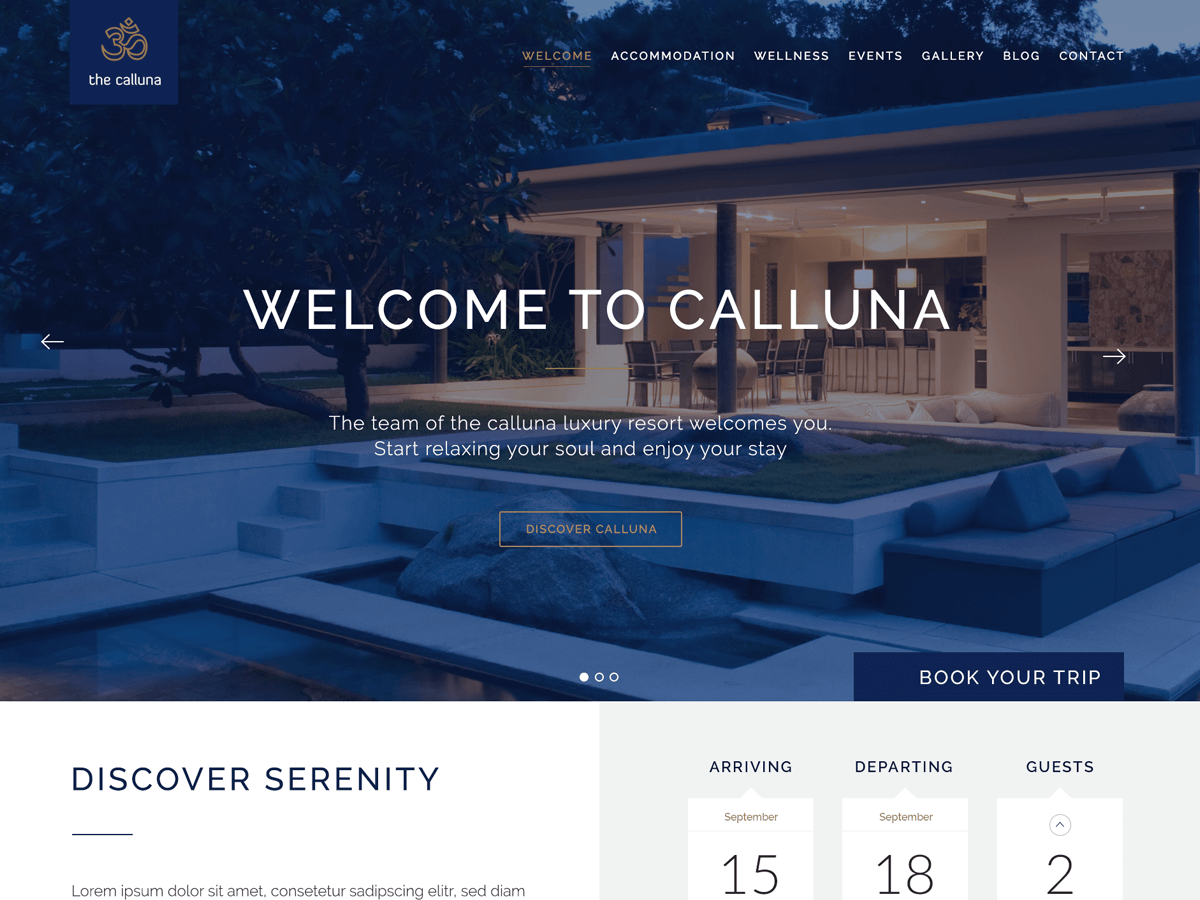 ॐ
the calluna
WELCOME ACCOMMODATION WELLNESS EVENTS GALLERY BLOG CONTACT
WELCOME TO CALLUNA
The team of the calluna luxury resort welcomes you.
Start relaxing your soul and enjoy your stay
DISCOVER CALLUNA
BOOK YOUR TRIP
DISCOVER SERENITY
ARRIVING DEPARTING GUESTS
September September
15 18 2
Lorem ipsum dolor sit amet, consetetur sadipscing elitr, sed diam